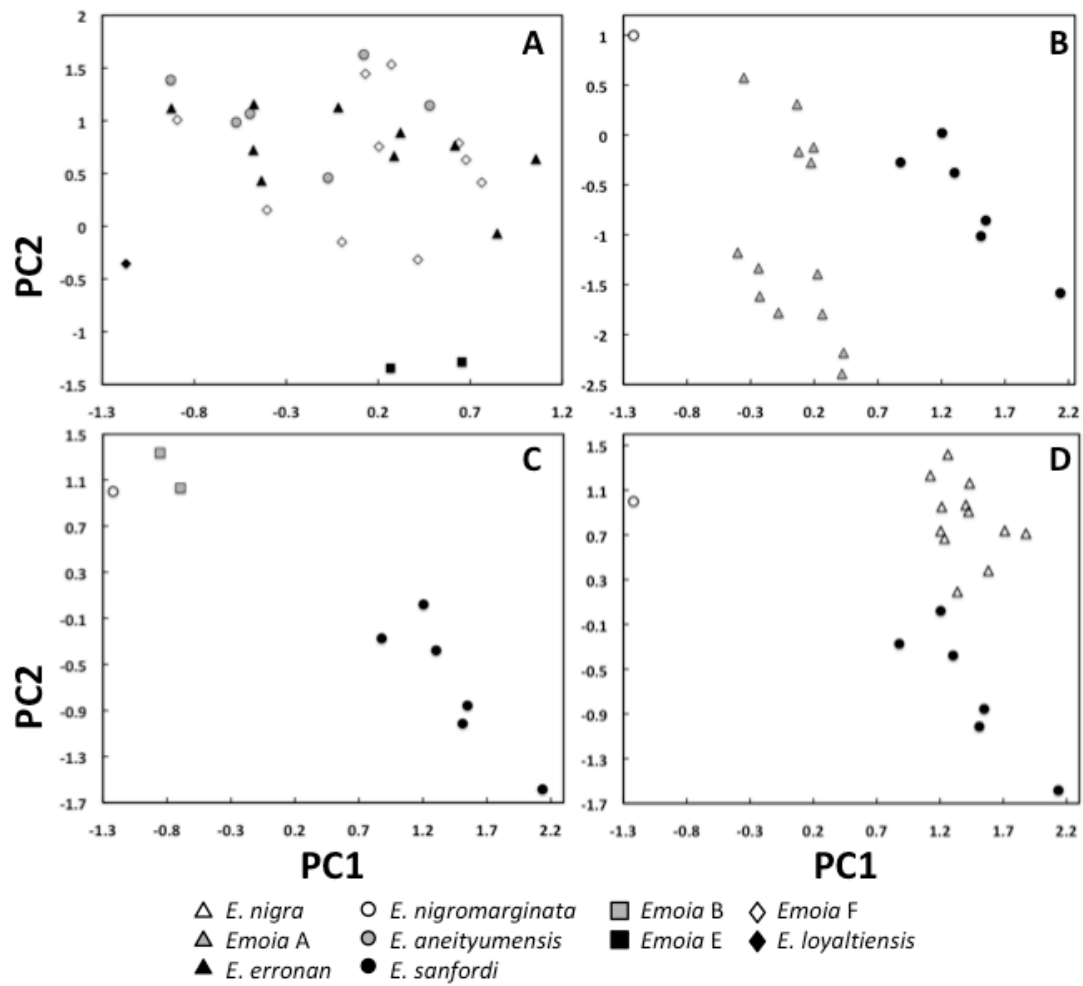 A
B
PC2
2
1.5
1
0.5
0
-0.5
-1
-1.5
-1.3 -0.8 -0.3 0.2 0.7 1.2
1
0.5
0
-0.5
-1
-1.5
-2
-2.5
-1.3 -0.8 -0.3 0.2 0.7 1.2 1.7 2.2
C
D
PC2
1.5
1.1
0.7
0.3
-0.1
-0.5
-0.9
-1.3
-1.7
-1.3 -0.8 -0.3 0.2 0.7 1.2 1.7 2.2
1.5
1.1
0.7
0.3
-0.1
-0.5
-0.9
-1.3
-1.7
-1.3 -0.8 -0.3 0.2 0.7 1.2 1.7 2.2
PC1 PC1
E. nigra E. nigromarginata Emoia B Emoia F
Emoia A E. aneityumensis Emoia E E. loyaltiensis
E. erronan E. sanfordi